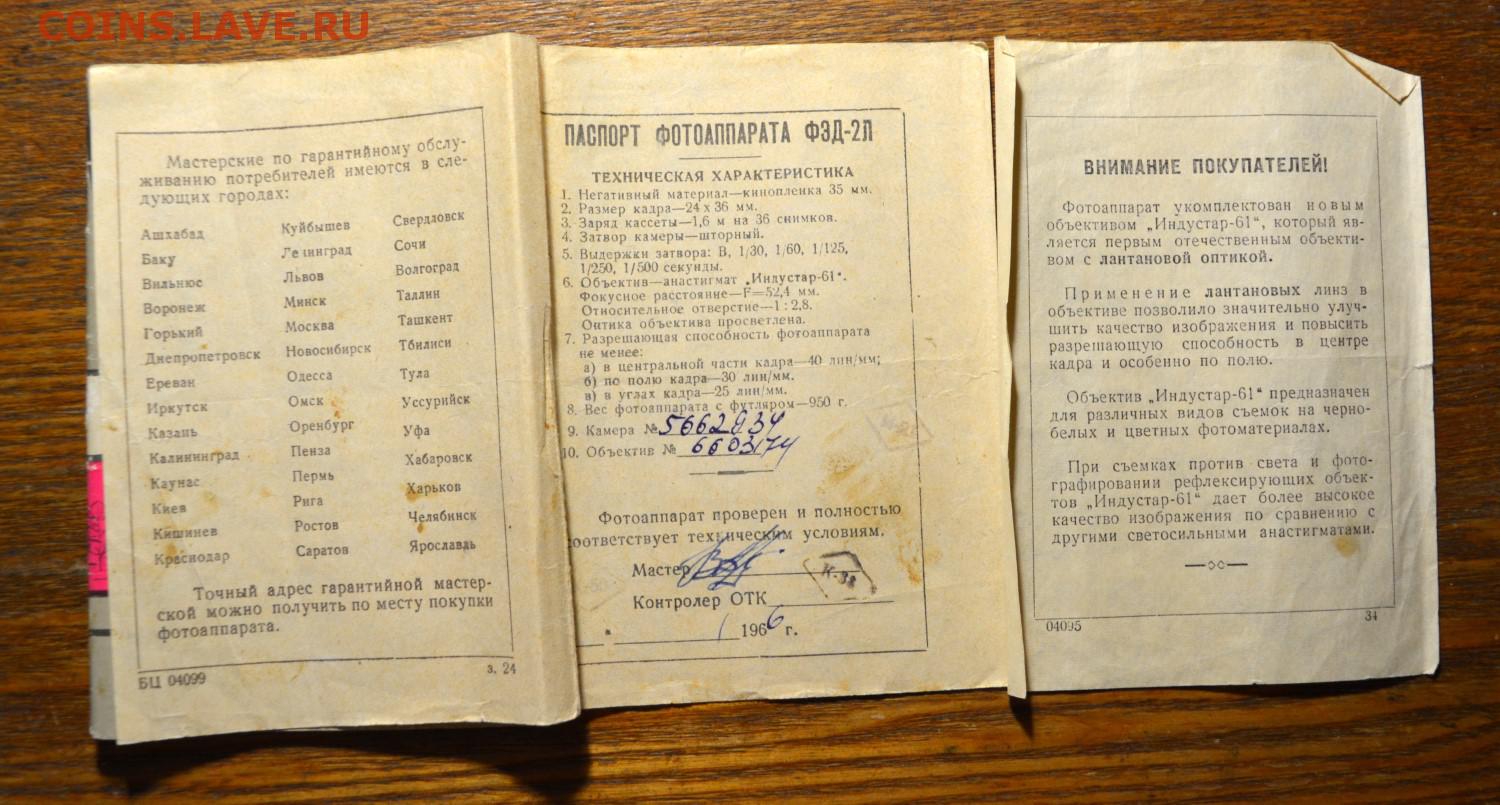 COINS.LAVE.RU
Мастерские по гарантийному обслу-
живанию потребителей имеются в сле-
дующих городах:
Ашхабад
Баку
Вильнюс
Воронеж
Горький
Днепропетровск
Ереван
Иркутск
Казань
Калининград
Каунас
Киев
Кишинев
Краснодар
Куйбышев
Ленинград
Львов
Минск
Москва
Новосибирск
Одесса
Омск
Оренбург
Пенза
Пермь
Рига
Ростов
Саратов
Свердловск
Сочи
Волгоград
Таллин
Ташкент
Тбилиси
Тула
Уссурийск
Уфа
Хабаровск
Харьков
Челябинск
Ярославль
Точный адрес гарантийной мастер-
ской можно получить по месту покупки
фотоаппарата.
БЦ 04099 з. 24
ПАСПОРТ ФОТОАППАРАТА ФЭД-2Л
ТЕХНИЧЕСКАЯ ХАРАКТЕРИСТИКА
1. Негативный материал—кинопленка 35 мм.
2. Размер кадра—24 x 36 мм.
3. Заряд кассеты—1,6 м на 36 снимков.
4. Затвор камеры—шторный.
5. Выдержки затвора: В, 1/30, 1/60, 1/125,
1/250, 1/500 секунды.
6. Объектив—анастигмат „Индустар-61“.
Фокусное расстояние—F=52,4 мм.
Относительное отверстие—1 : 2,8.
Оптика объектива просветлена.
7. Разрешающая способность фотоаппарата
не менее:
а) в центральной части кадра—40 лин/мм;
б) по полю кадра—30 лин/мм.
в) в углах кадра—25 лин/мм.
8. Вес фотоаппарата с футляром—950 г.
9. Камера №
10. Объектив № 6603174
Фотоаппарат проверен и полностью
соответствует техническим условиям.
Мастер
К-38
Контролер ОТК
1966 г.
ВНИМАНИЕ ПОКУПАТЕЛЕЙ!
Фотоаппарат укомплектован новым
объективом „Индустар-61“, который яв-
ляется первым отечественным объекти-
вом с лантановой оптикой.
Применение лантановых линз в
объективе позволило значительно улуч-
шить качество изображения и повысить
разрешающую способность в центре
кадра и особенно по полю.
Объектив „Индустар-61“ предназначен
для различных видов съемок на черно-
белых и цветных фотоматериалах.
При съемках против света и фото-
графировании рефлексирующих объек-
тов „Индустар-61“ дает более высокое
качество изображения по сравнению с
другими светосильными анастигматами.
04095 34